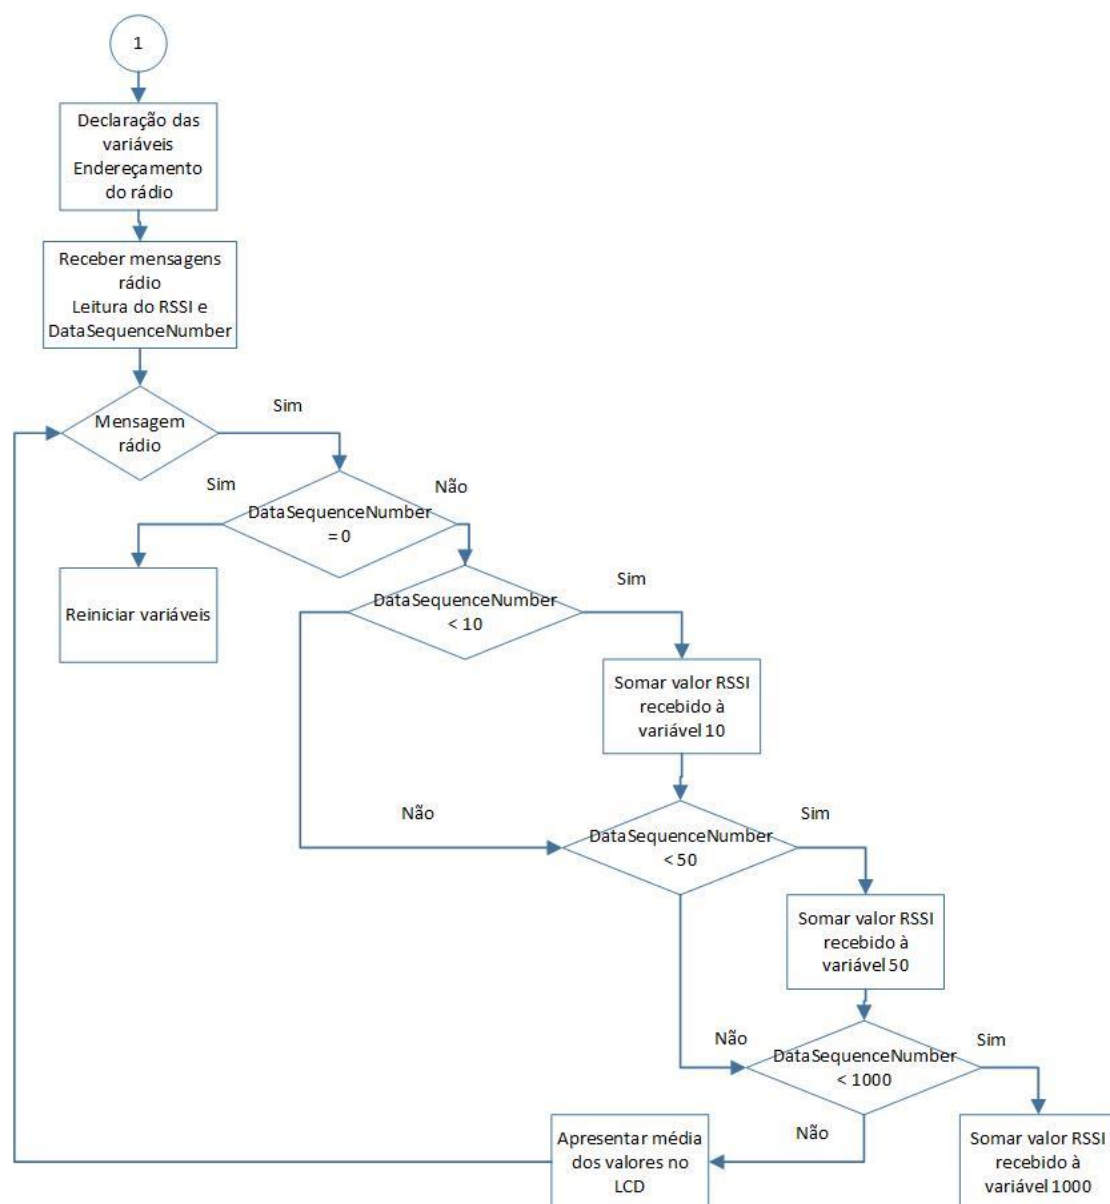 1
Declaração das
variáveis
Endereçamento
do rádio
Receber mensagens
rádio
Leitura do RSSI e
DataSequenceNumber
Mensagem
rádio
Sim
Sim
DataSequenceNumber
= 0
Não
Reiniciar variáveis
DataSequenceNumber
< 10
Sim
Somar valor RSSI
recebido à
variável 10
Não
DataSequenceNumber
< 50
Sim
Somar valor RSSI
recebido à
variável 50
Não
DataSequenceNumber
< 1000
Sim
Não
Apresentar média
dos valores no
LCD
Somar valor RSSI
recebido à
variável 1000